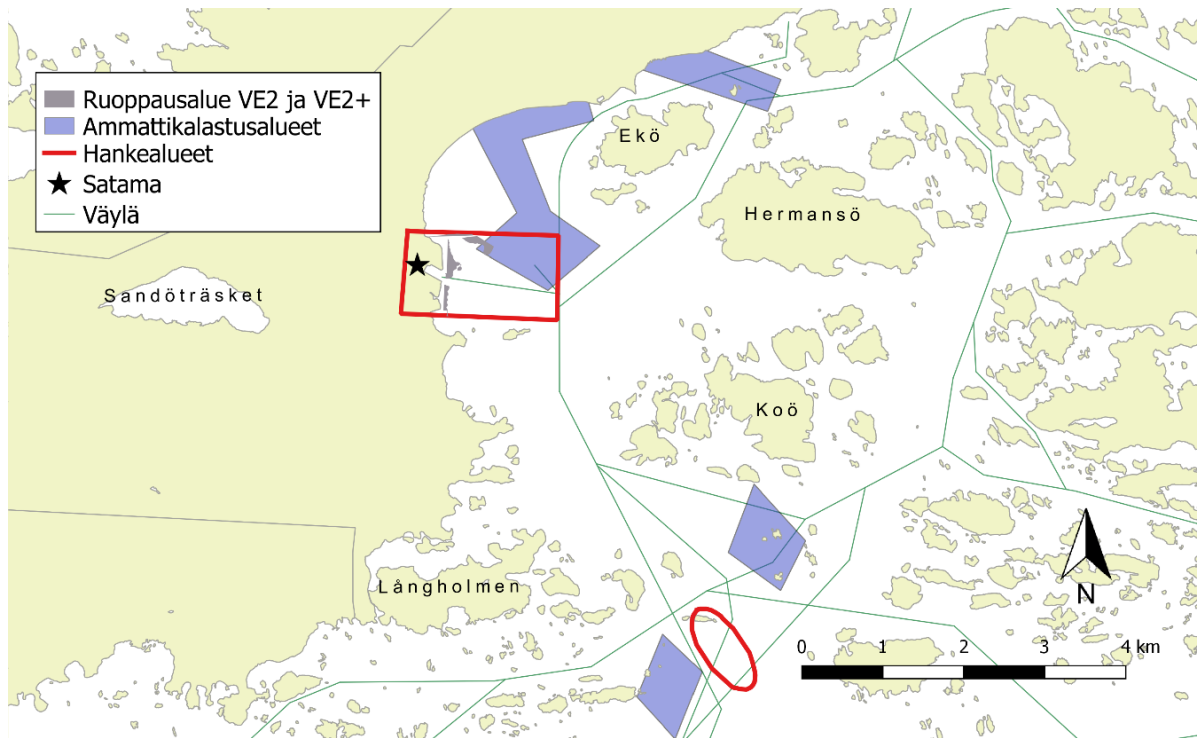 Ruoppausalue VE2 ja VE2+
Ammattikalastusalueet
Hankealueet
Satama
Väylä
Ekö
Hermansö
Sandöträsket
Koö
Långholmen
N
0 1 2 3 4 km